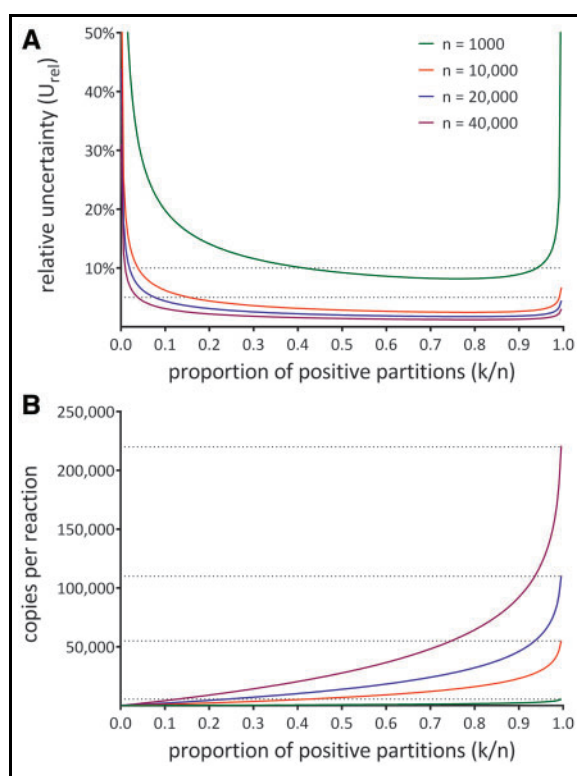 A
50%
40%
30%
20%
10%
relative uncertainty (Urel)
n = 1000
n = 10,000
n = 20,000
n = 40,000
0.0 0.1 0.2 0.3 0.4 0.5 0.6 0.7 0.8 0.9 1.0
proportion of positive partitions (k/n)
B
250,000
200,000
150,000
100,000
50,000
copies per reaction
0.0 0.1 0.2 0.3 0.4 0.5 0.6 0.7 0.8 0.9 1.0
proportion of positive partitions (k/n)